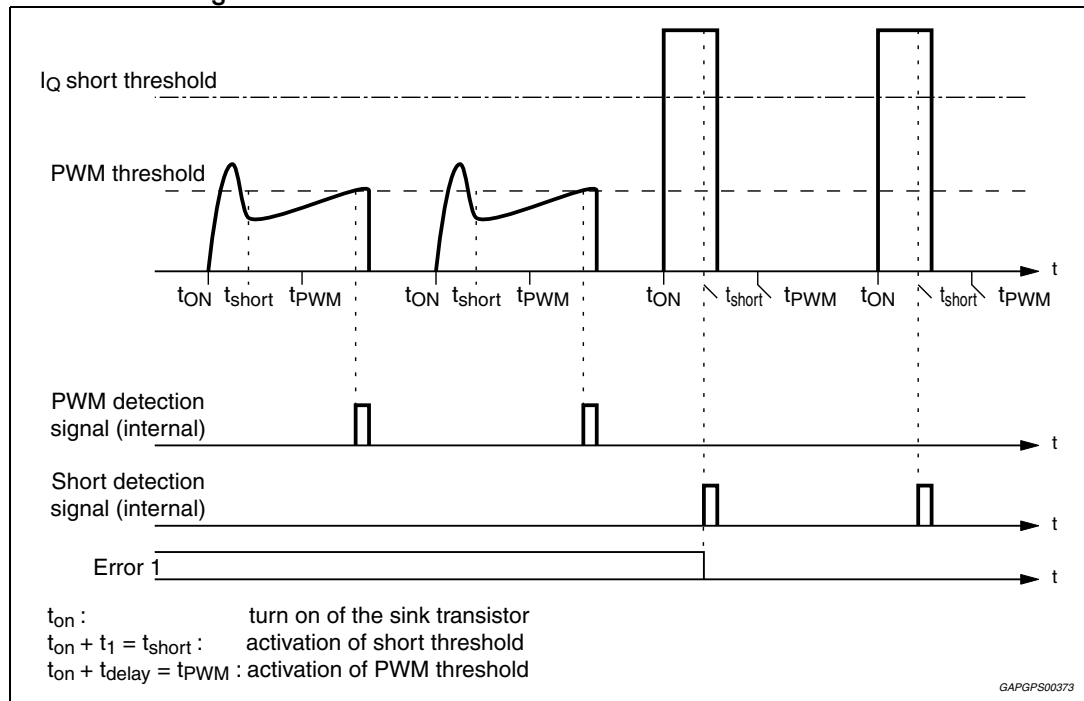 I_Q short threshold
PWM threshold
t
t_ON t_short t_PWM t_ON t_short t_PWM t_ON t_short t_PWM t_ON t_short t_PWM
PWM detection
signal (internal)
t
Short detection
signal (internal)
t
Error 1
t
t_on : turn on of the sink transistor
t_on + t_1 = t_short : activation of short threshold
t_on + t_delay = t_PWM : activation of PWM threshold
GAPGPS00373